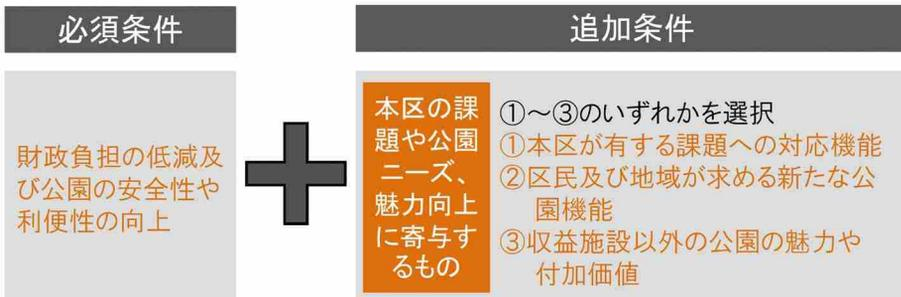 必須条件
財政負担の低減及
び公園の安全性や
利便性の向上
追加条件
本区の課
題や公園
ニーズ、
魅力向上
に寄与す
るもの
①～③のいずれかを選択
①本区が有する課題への対応機能
②区民及び地域が求める新たな公
園機能
③収益施設以外の公園の魅力や
付加価値